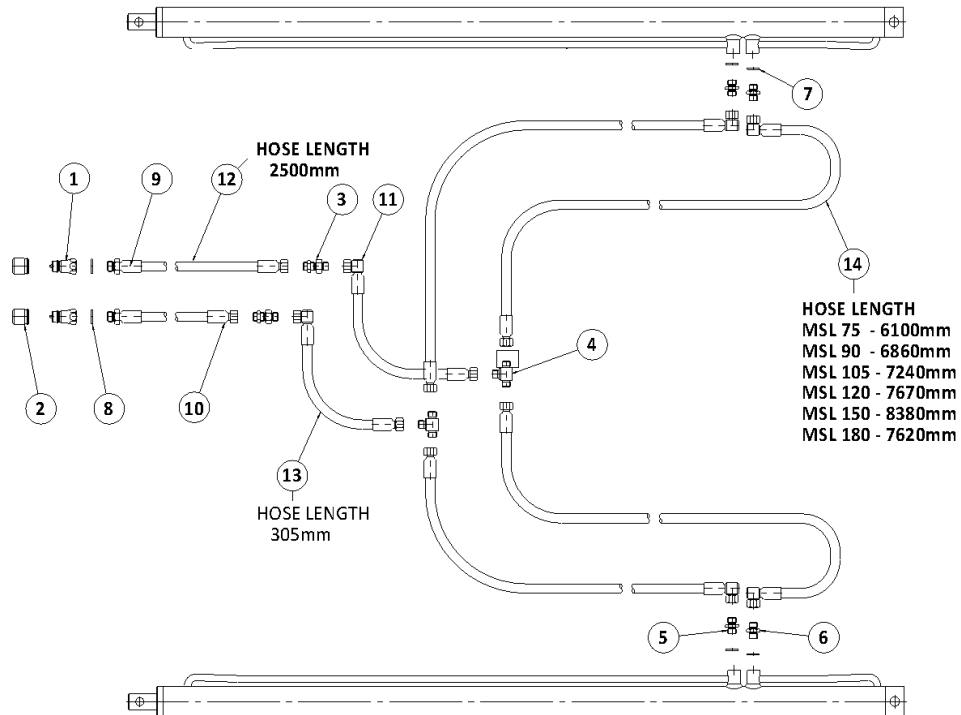 7
HOSE LENGTH
2500mm
1
9
12
3
11
14
HOSE LENGTH
MSL 75 - 6100mm
MSL 90 - 6860mm
MSL 105 - 7240mm
MSL 120 - 7670mm
MSL 150 - 8380mm
MSL 180 - 7620mm
4
2
8
10
13
HOSE LENGTH
305mm
5
6